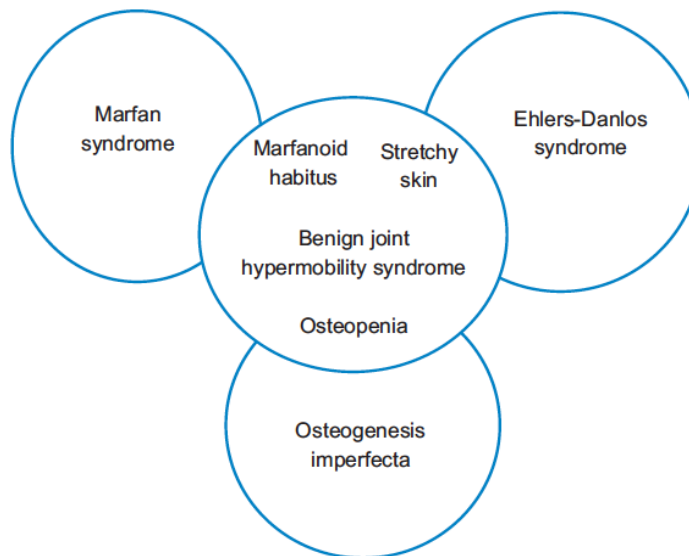 Marfan
syndrome
Ehlers-Danlos
syndrome
Marfanoid
habitus
Stretchy
skin
Benign joint
hypermobility syndrome
Osteopenia
Osteogenesis
imperfecta